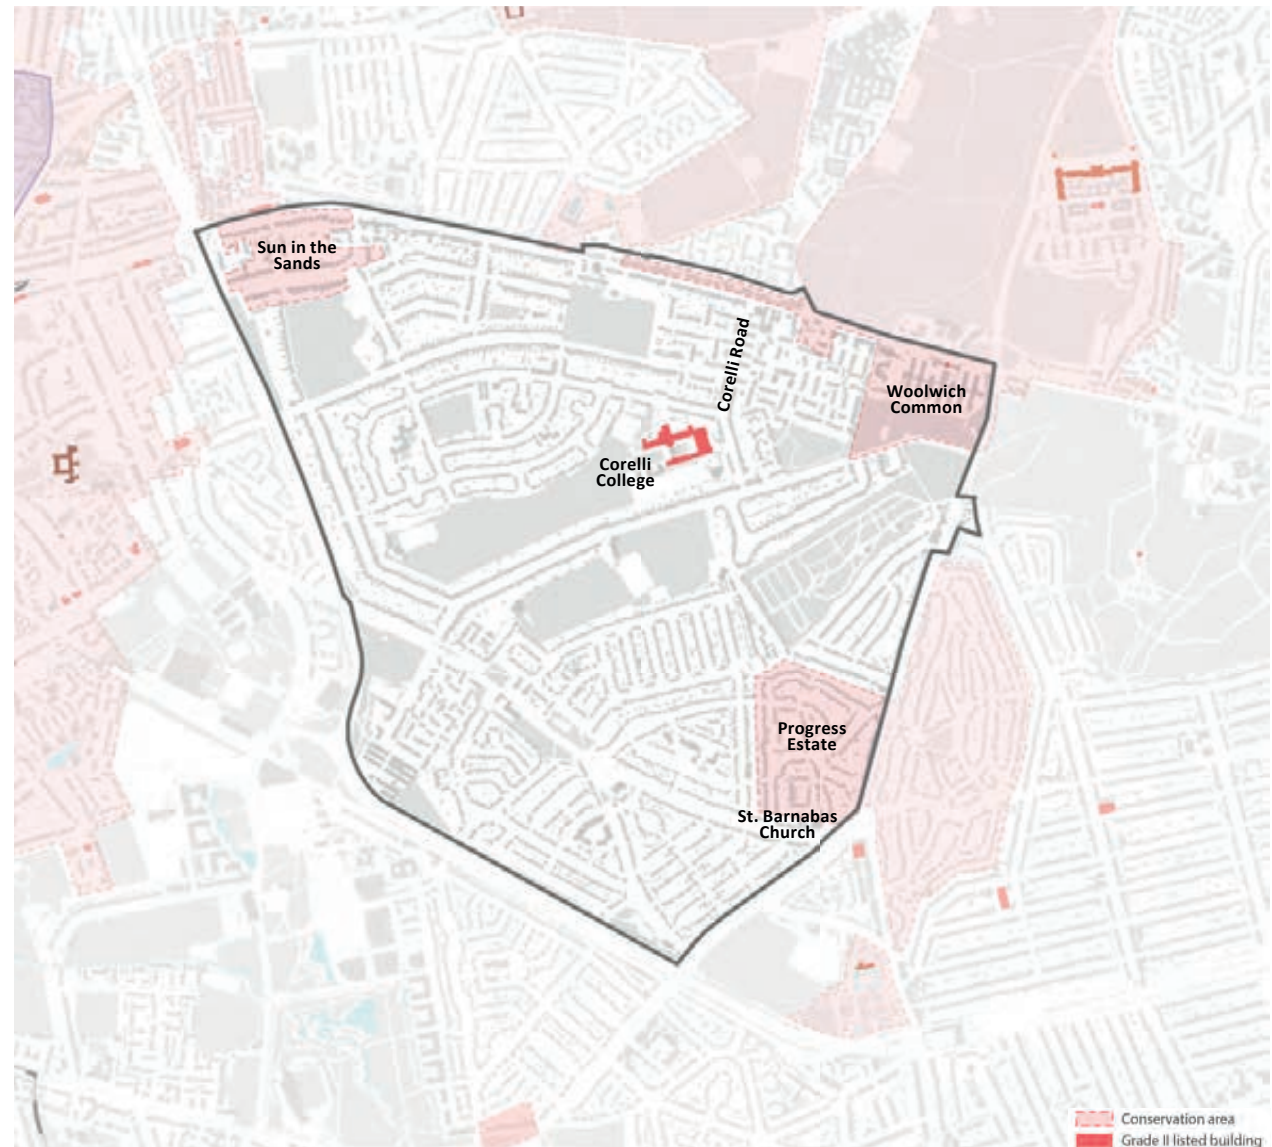 Sun in the
Sands
Corelli Road
Woolwich
Common
Corelli
College
Progress
Estate
St. Barnabas
Church
Conservation area
Grade II listed building